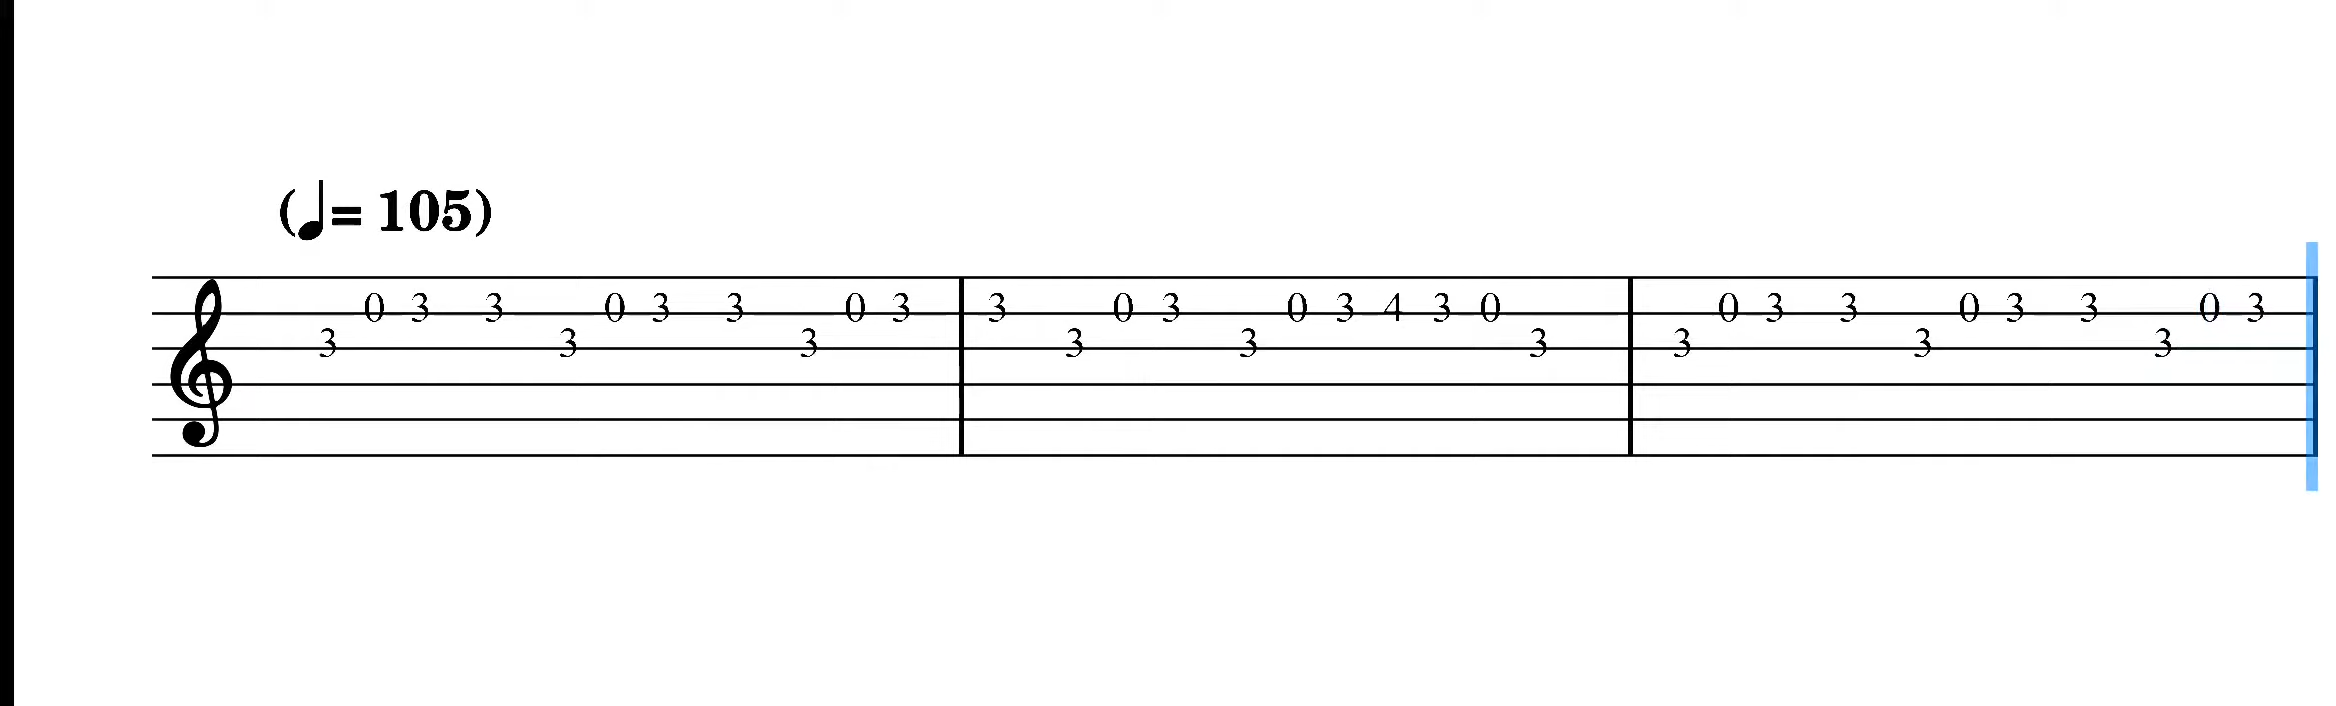 (♩= 105)
0 3 3 0 3 3 0 3 3 0 3 0 3 4 3 0 0 3 3 0 3 3 0 3
3 3 3 3 3 3 3 3 3